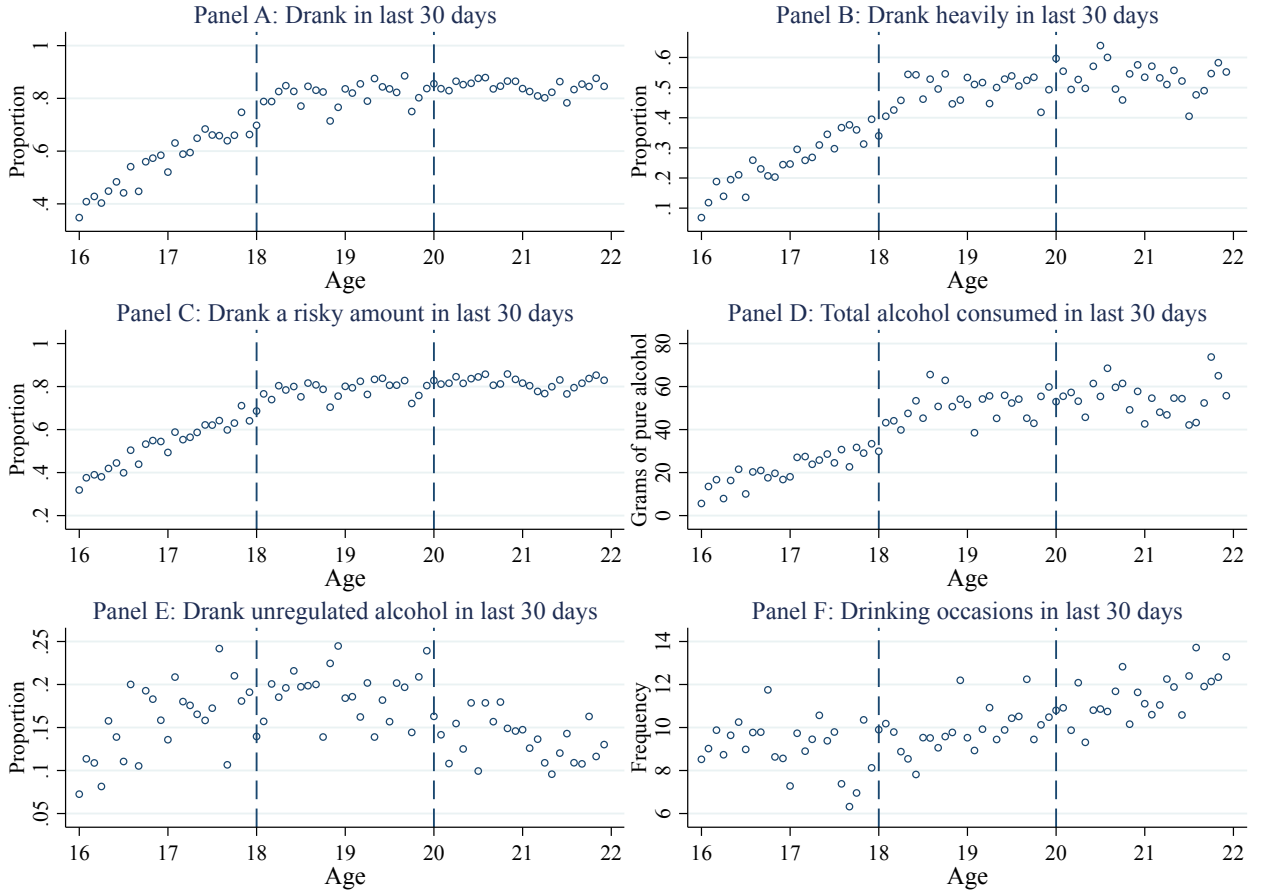 Panel A: Drank in last 30 days
Proportion
1
.8
.6
.4
16 17 18 19 20 21 22
Age
Panel B: Drank heavily in last 30 days
Proportion
.6
.5
.4
.3
.2
.1
16 17 18 19 20 21 22
Age
Panel C: Drank a risky amount in last 30 days
Proportion
1
.8
.6
.4
.2
16 17 18 19 20 21 22
Age
Panel D: Total alcohol consumed in last 30 days
Grams of pure alcohol
80
60
40
20
0
16 17 18 19 20 21 22
Age
Panel E: Drank unregulated alcohol in last 30 days
Proportion
.25
.2
.15
.1
.05
16 17 18 19 20 21 22
Age
Panel F: Drinking occasions in last 30 days
Frequency
14
12
10
8
6
16 17 18 19 20 21 22
Age